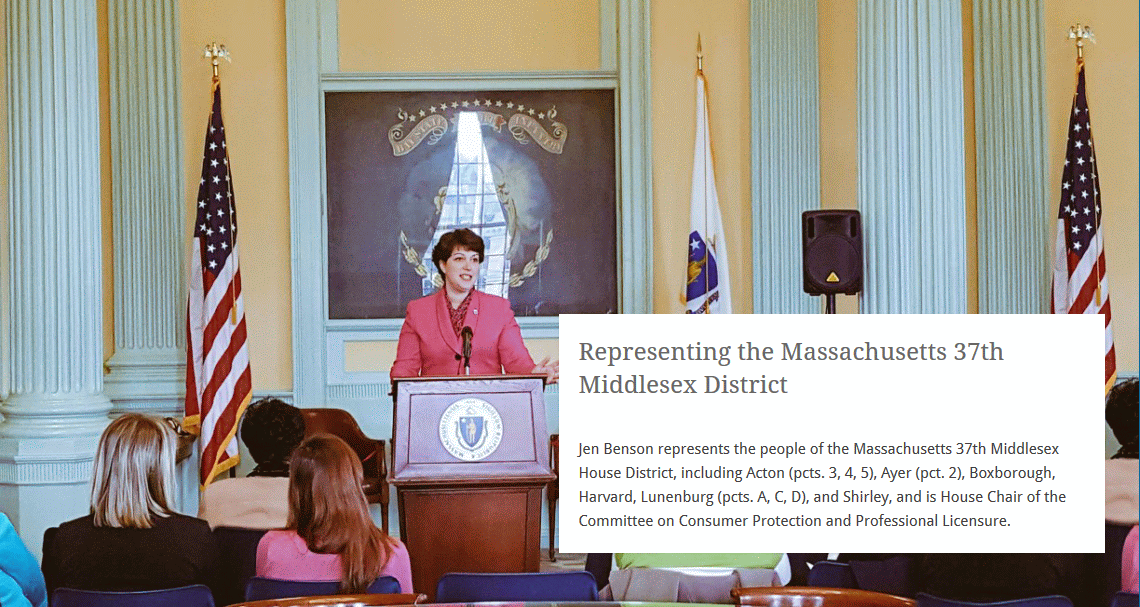 BAY STATE
Representing the Massachusetts 37th
Middlesex District
Jen Benson represents the people of the Massachusetts 37th Middlesex
House District, including Acton (pcts. 3, 4, 5), Ayer (pct. 2), Boxborough,
Harvard, Lunenburg (pcts. A, C, D), and Shirley, and is House Chair of the
Committee on Consumer Protection and Professional Licensure.